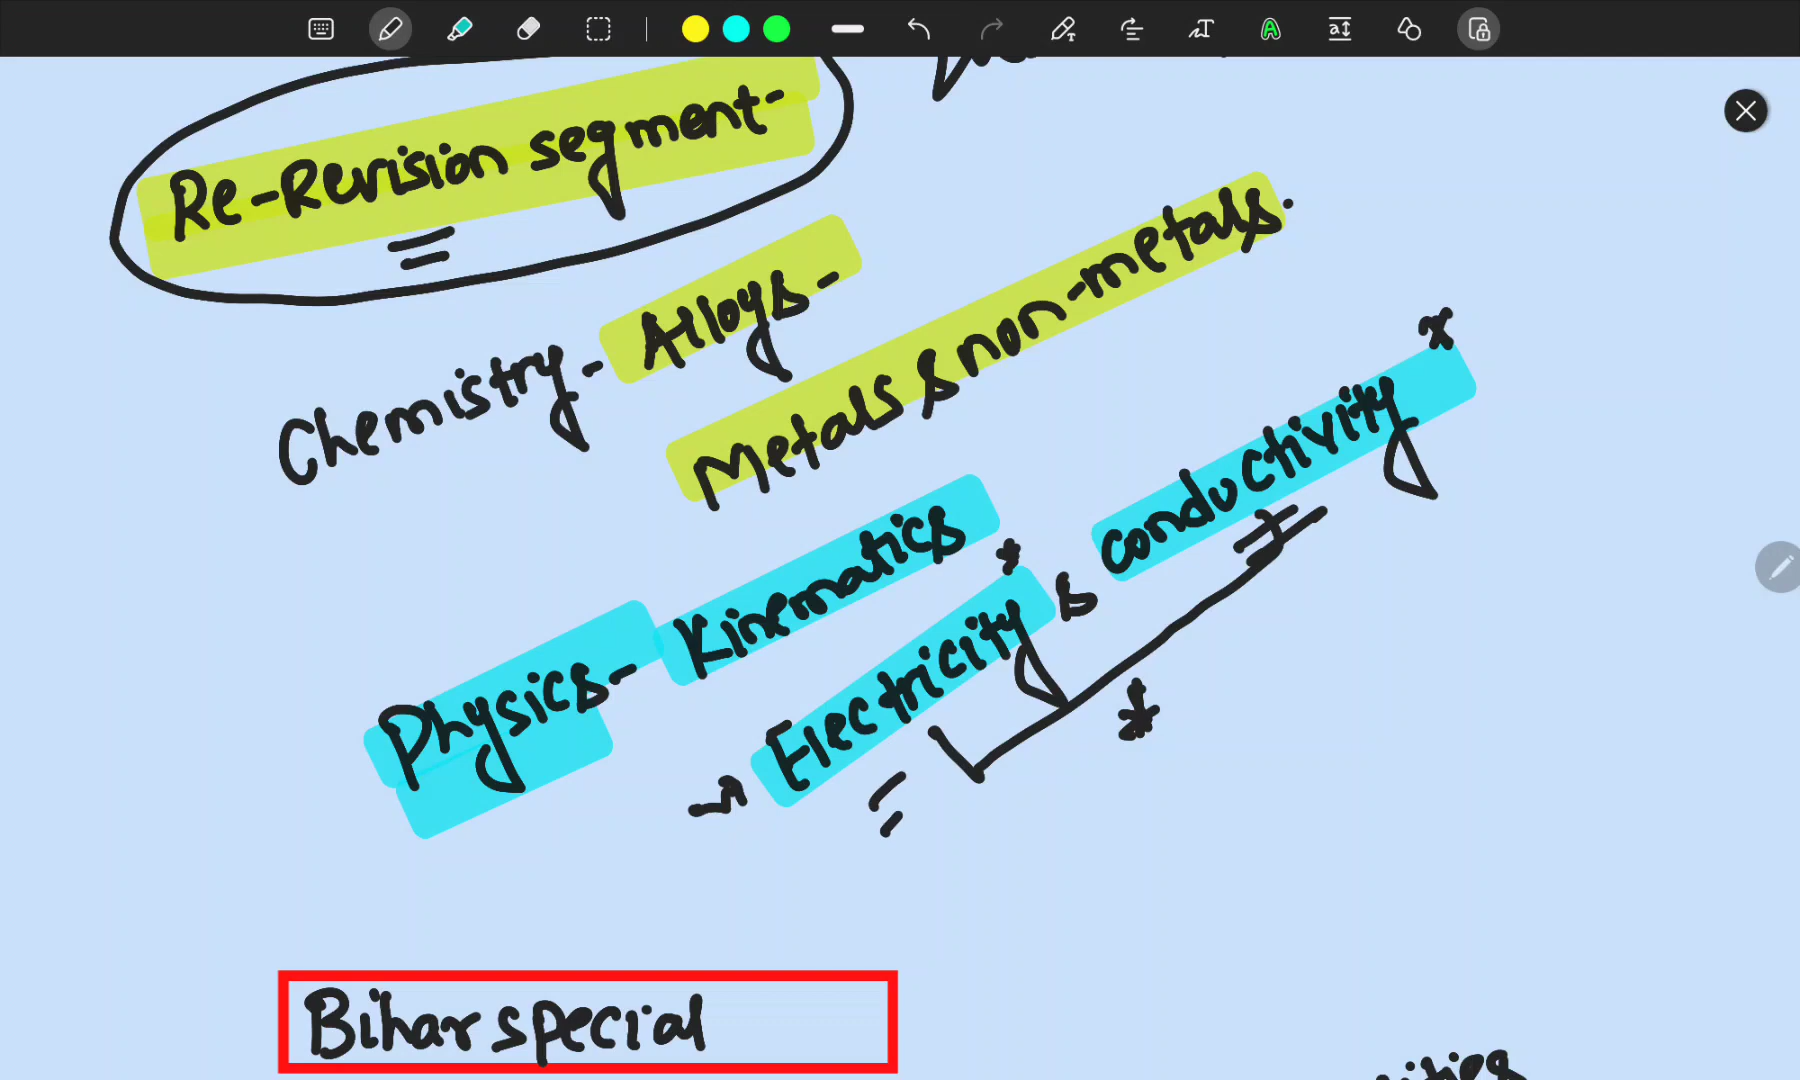 Re-Revision segment-
Chemistry- Alloys-
Metals & non-metals.
Physics- Kinematics
→ Electricity & conductivity
Bihar special